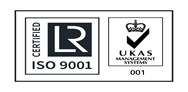 CERTIFIED
LR
ISO 9001
UKAS
MANAGEMENT
SYSTEMS
001